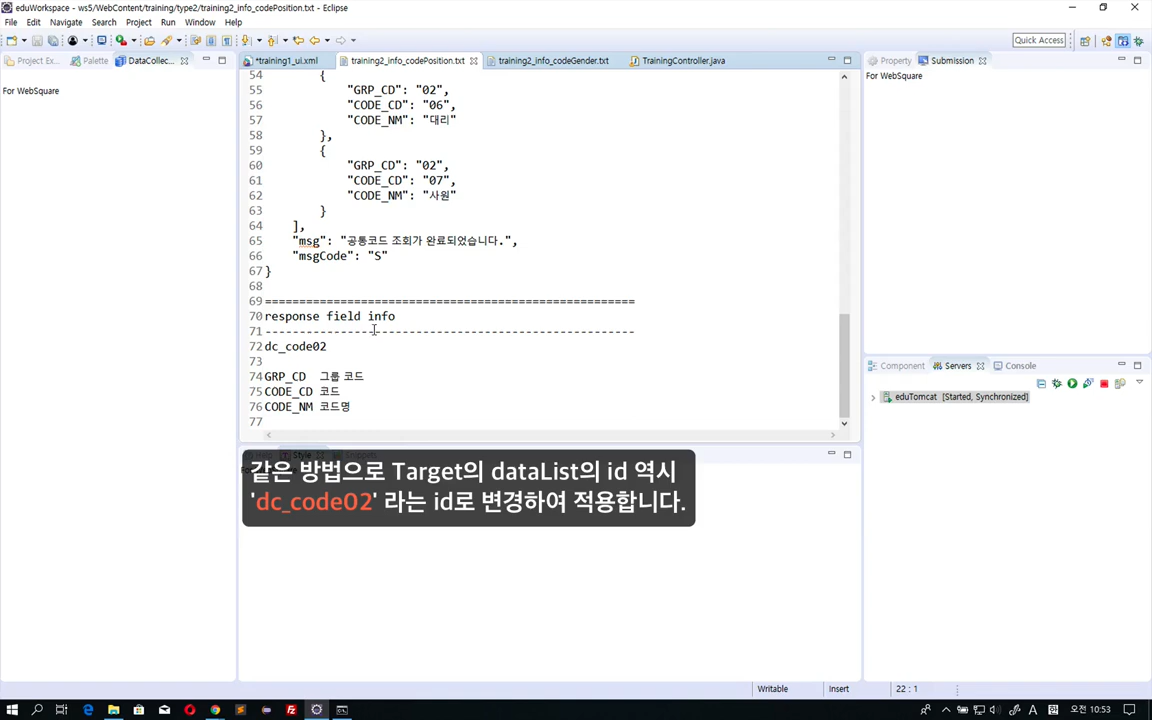 eduWorkspace - ws5/WebContent/training/type2/training2_info_codePosition.txt - Eclipse
File Edit Navigate Search Project Run Window Help
Quick Access
Project Ex... Palette DataCollec...
For WebSquare
*training1_ui.xml training2_info_codePosition.txt training2_info_codeGender.txt TrainingController.java
Property Submission
For WebSquare
54 {
55 "GRP_CD": "02",
56 "CODE_CD": "06",
57 "CODE_NM": "대리"
58 },
59 {
60 "GRP_CD": "02",
61 "CODE_CD": "07",
62 "CODE_NM": "사원"
63 }
64 ],
65 "msg": "공통코드 조회가 완료되었습니다.",
66 "msgCode": "S"
67 }
68
69 ======================================================
70 response field info
71 ------------------------------------------------------
72 dc_code02
73
74 GRP_CD 그룹 코드
75 CODE_CD 코드
76 CODE_NM 코드명
77
Component Servers Console
eduTomcat [Started, Synchronized]
Style Snippets
같은 방법으로 Target의 dataList의 id 역시
'dc_code02' 라는 id로 변경하여 적용합니다.
Writable Insert 22 : 1
A 오전 10:53